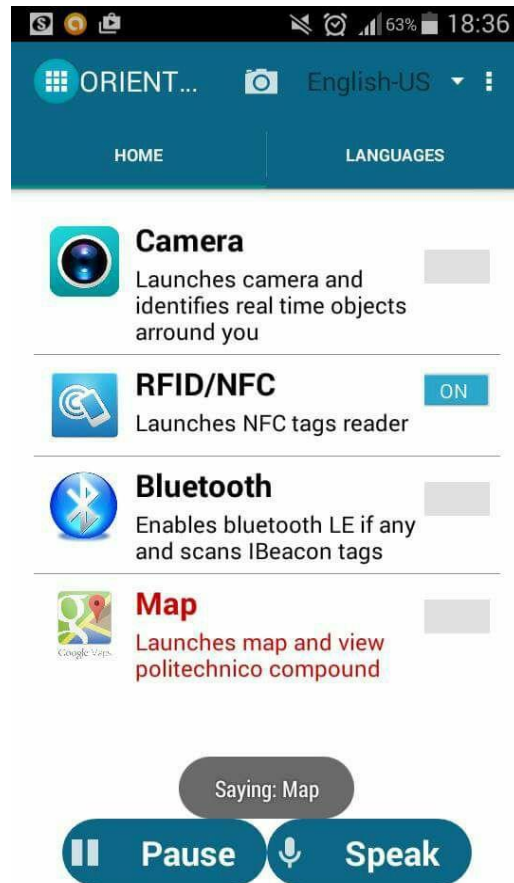 63% 18:36
ORIENT... English-US
HOME LANGUAGES
Camera
Launches camera and
identifies real time objects
arround you
RFID/NFC
ON
Launches NFC tags reader
Bluetooth
Enables bluetooth LE if any
and scans IBeacon tags
Map
Launches map and view
politechnico compound
Google Maps
Saying: Map
Pause Speak